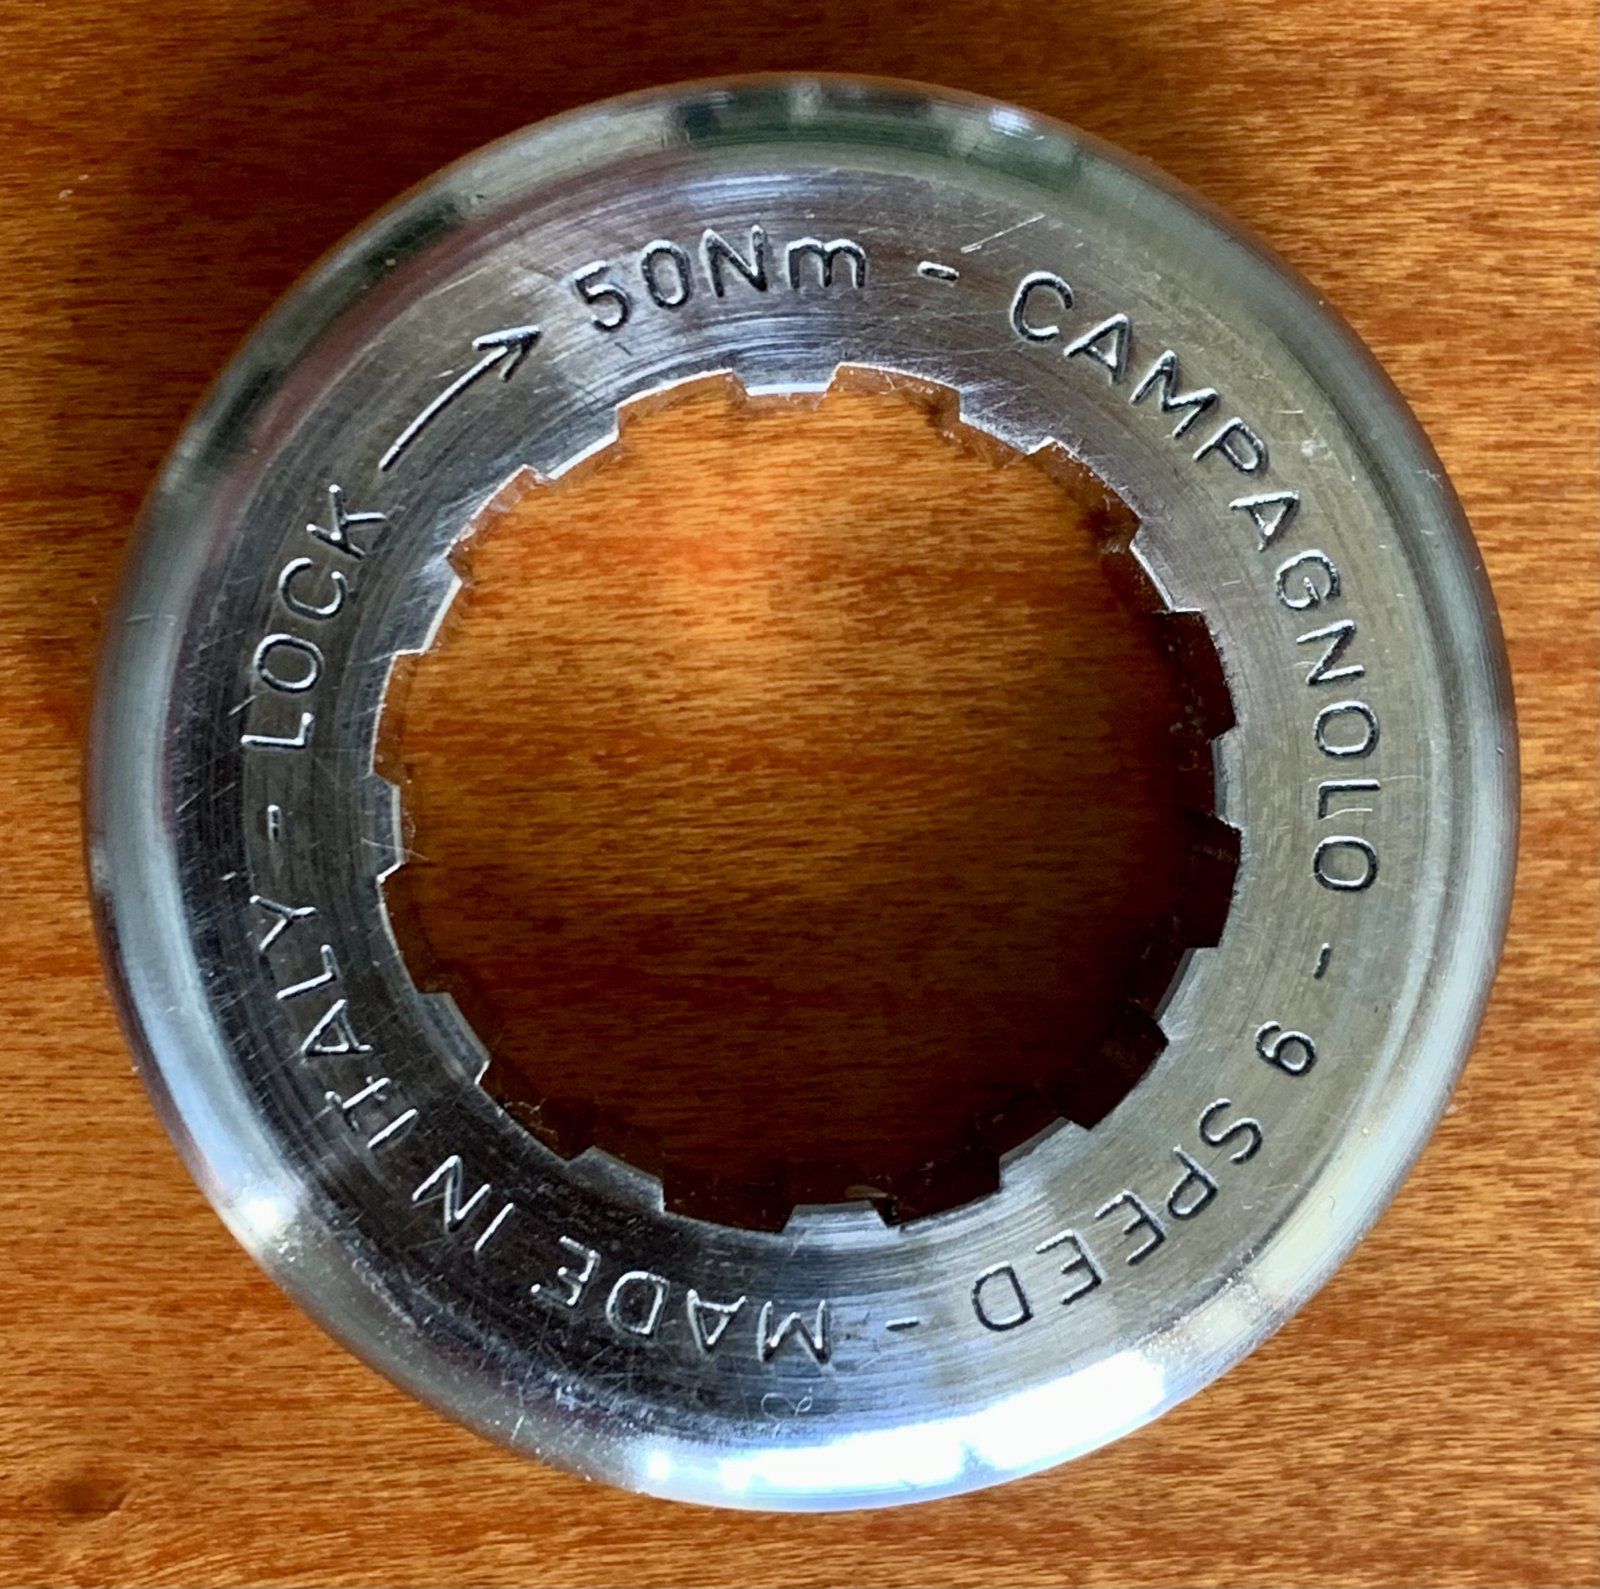 LOCK → 50Nm - CAMPAGNOLO - 9 SPEED - MADE IN ITALY -